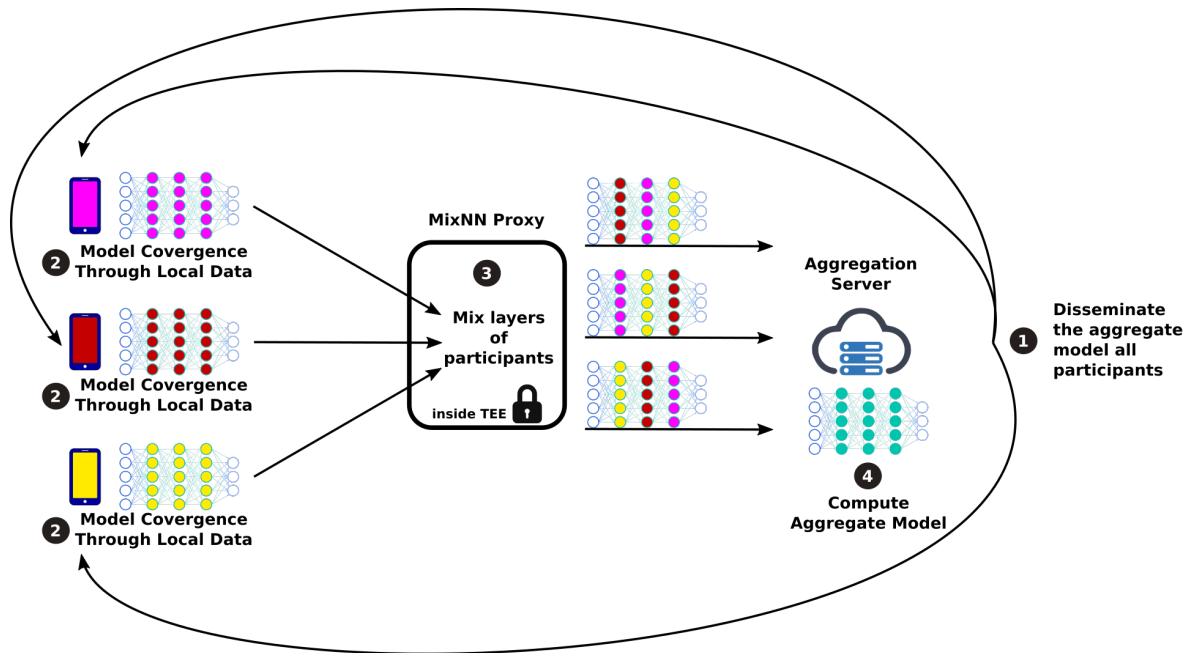 2
Model Covergence
Through Local Data
2
Model Covergence
Through Local Data
2
Model Covergence
Through Local Data
MixNN Proxy
3
Mix layers
of
participants
inside TEE
Aggregation
Server
4
Compute
Aggregate Model
1
Disseminate
the aggregate
model all
participants